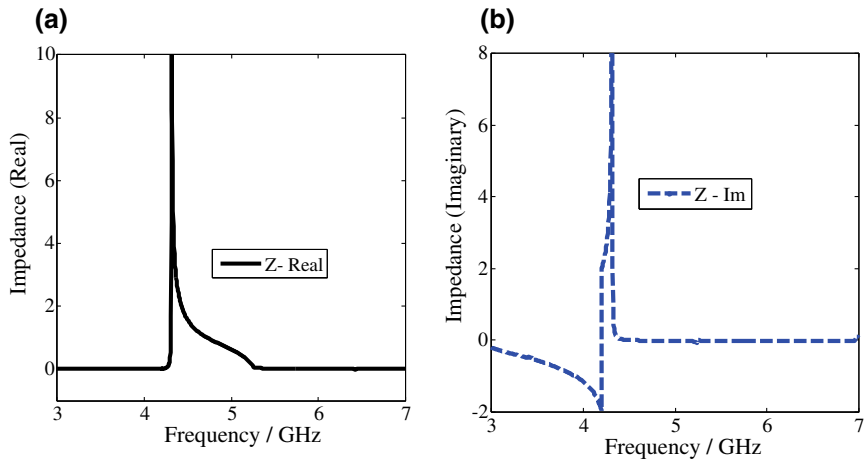 (a)
10
8
6
4
2
0
Impedance (Real)
Z- Real
3 4 5 6 7
Frequency / GHz
(b)
8
6
4
2
0
-2
Impedance (Imaginary)
Z - Im
3 4 5 6 7
Frequency / GHz